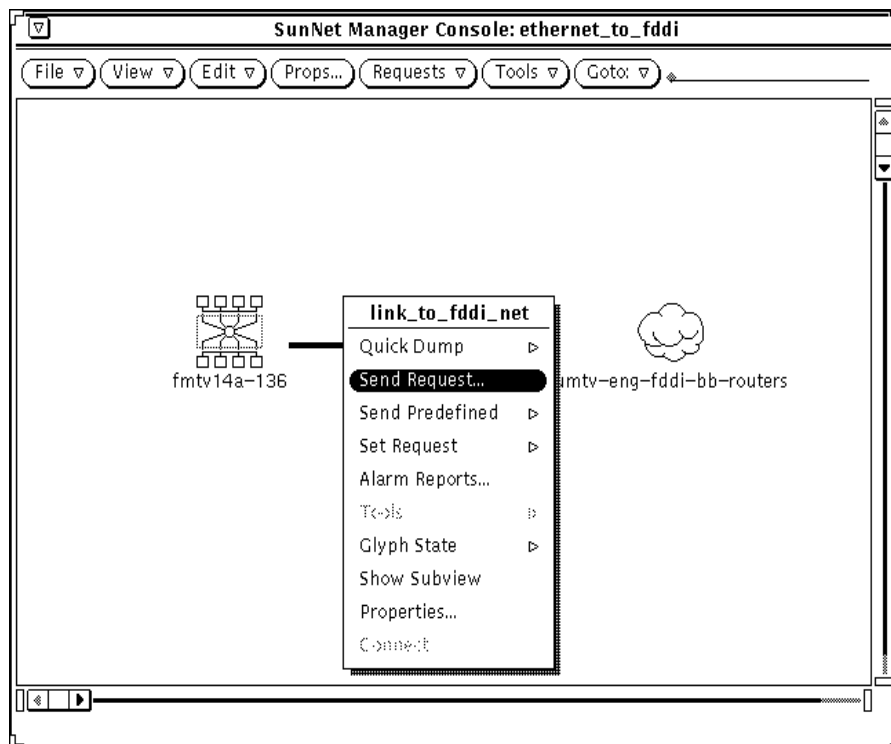 SunNet Manager Console: ethernet_to_fddi
File View Edit Props... Requests Tools Goto:
link_to_fddi_net
Quick Dump
Send Request...
Send Predefined
Set Request
Alarm Reports...
Tools
Glyph State
Show Subview
Properties...
Connect
fmtv14a-136
umtv-eng-fddi-bb-routers